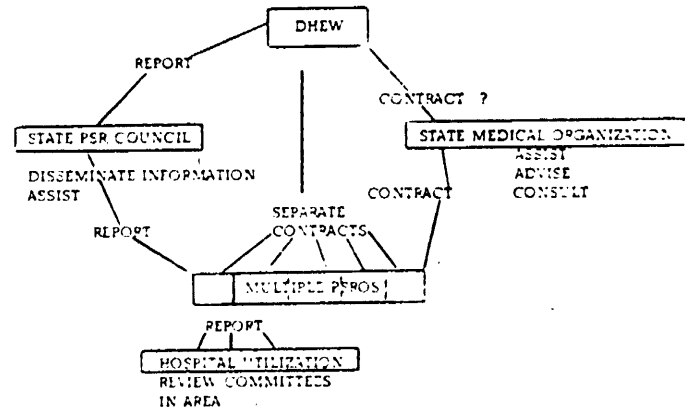 DHEW
REPORT
CONTRACT ?
STATE PSR COUNCIL
STATE MEDICAL ORGANIZATION
DISSEMINATE INFORMATION
ASSIST
ASSIST
ADVISE
CONSULT
CONTRACT
REPORT
SEPARATE
CONTRACTS
MULTIPLE PSROS
REPORT
HOSPITAL UTILIZATION
REVIEW COMMITTEES
IN AREA